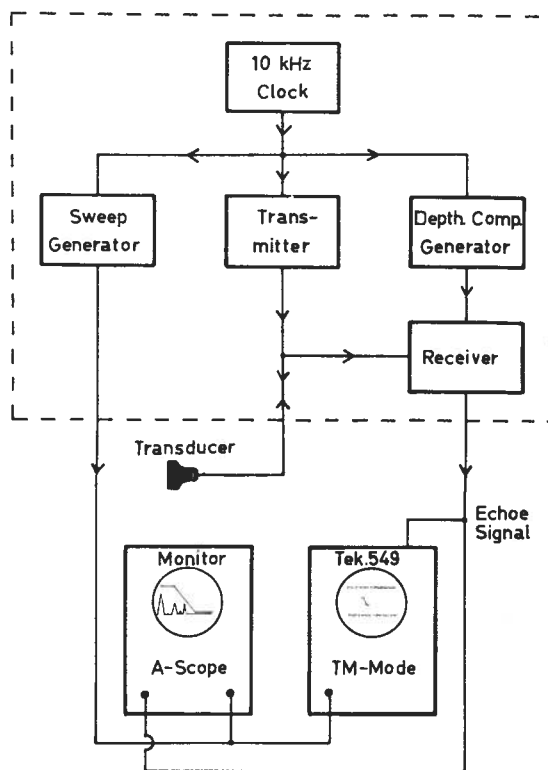 10 kHz
Clock
Sweep
Generator
Trans-
mitter
Depth. Comp.
Generator
Receiver
Transducer
Echoe
Signal
Monitor
A-Scope
Tek.549
TM-Mode